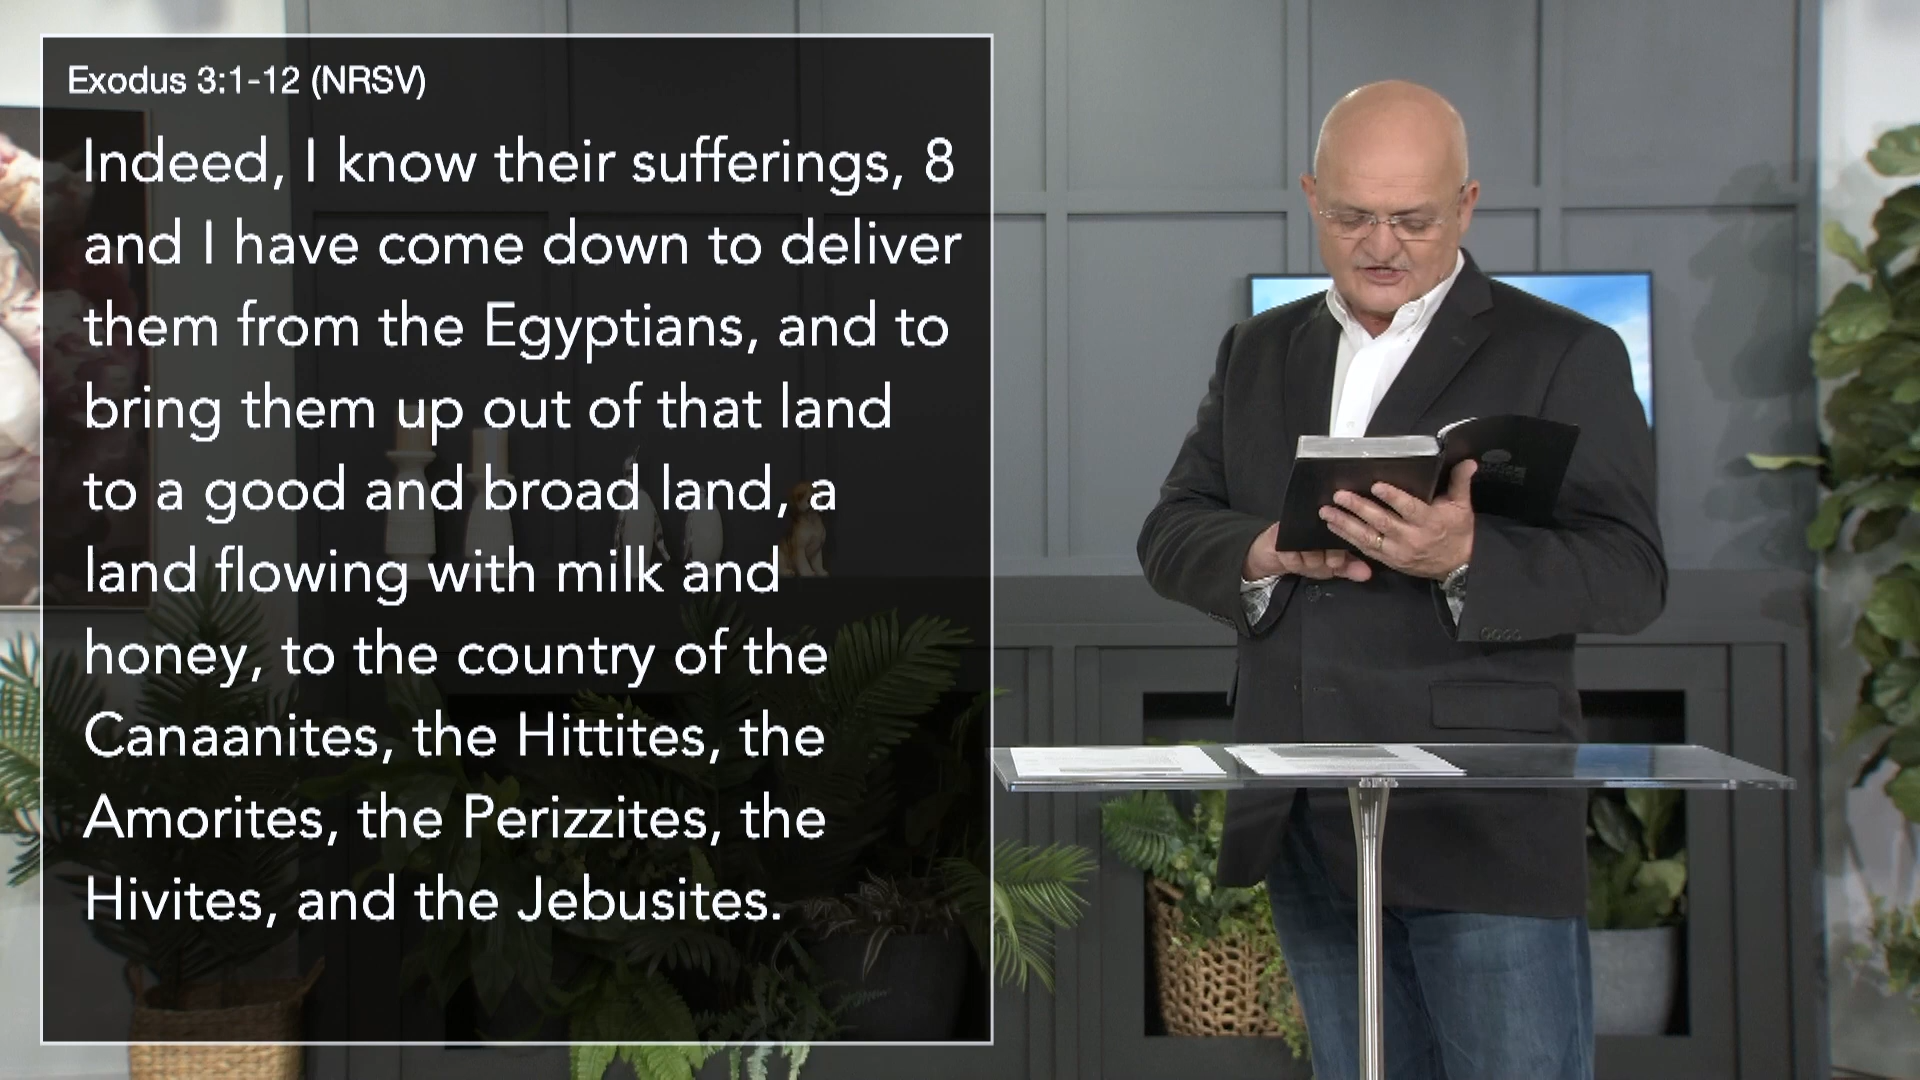 Exodus 3:1-12 (NRSV)
Indeed, I know their sufferings, 8
and I have come down to deliver
them from the Egyptians, and to
bring them up out of that land
to a good and broad land, a
land flowing with milk and
honey, to the country of the
Canaanites, the Hittites, the
Amorites, the Perizzites, the
Hivites, and the Jebusites.